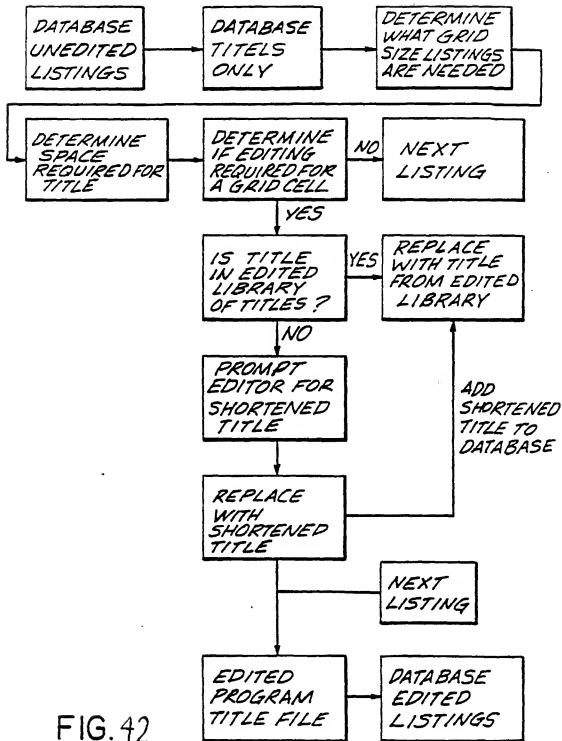 DATABASE
UNEDITED
LISTINGS
DATABASE
TITELS
ONLY
DETERMINE
WHAT GRID
SIZE LISTINGS
ARE NEEDED
DETERMINE
SPACE
REQUIRED FOR
TITLE
DETERMINE
IF EDITING
REQUIRED FOR
A GRID CELL
NO
NEXT
LISTING
YES
IS TITLE
IN EDITED
LIBRARY
OF TITLES?
YES
REPLACE
WITH TITLE
FROM EDITED
LIBRARY
NO
PROMPT
EDITOR FOR
SHORTENED
TITLE
ADD
SHORTENED
TITLE TO
DATABASE
REPLACE
WITH
SHORTENED
TITLE
NEXT
LISTING
EDITED
PROGRAM
TITLE FILE
DATABASE
EDITED
LISTINGS
FIG. 42